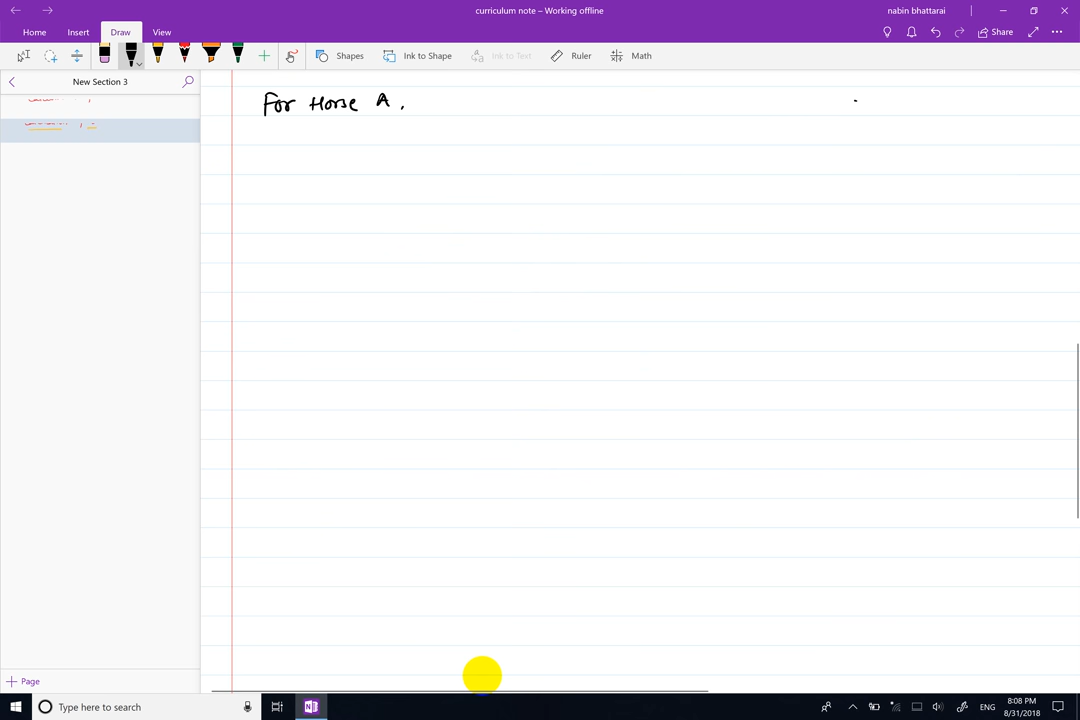 curriculum note – Working offline
nabin bhattarai
Home Insert Draw View
Share
Shapes Ink to Shape Ink to Text Ruler Math
New Section 3
For Horse A,
Page
Type here to search
ENG
8:08 PM
8/31/2018